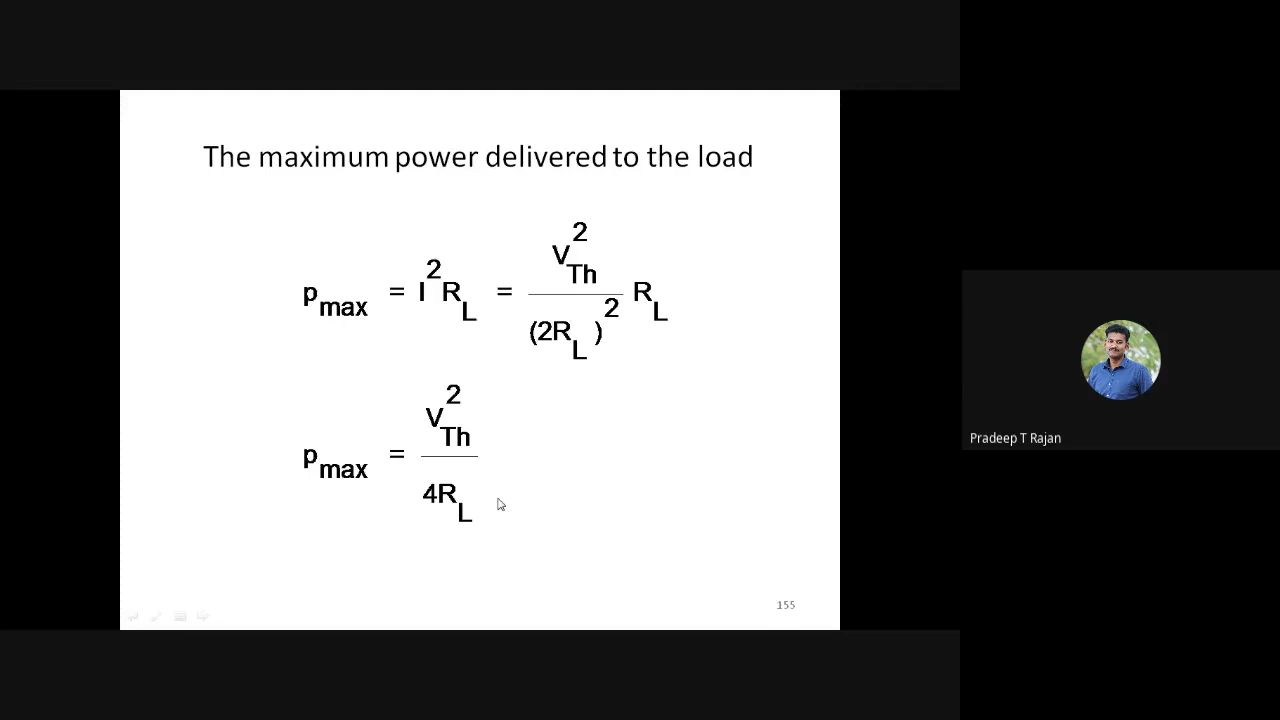 The maximum power delivered to the load
p_max = I^2 R_L = V_Th^2 / (2R_L)^2 R_L
p_max = V_Th^2 / 4R_L
155
Pradeep T Rajan